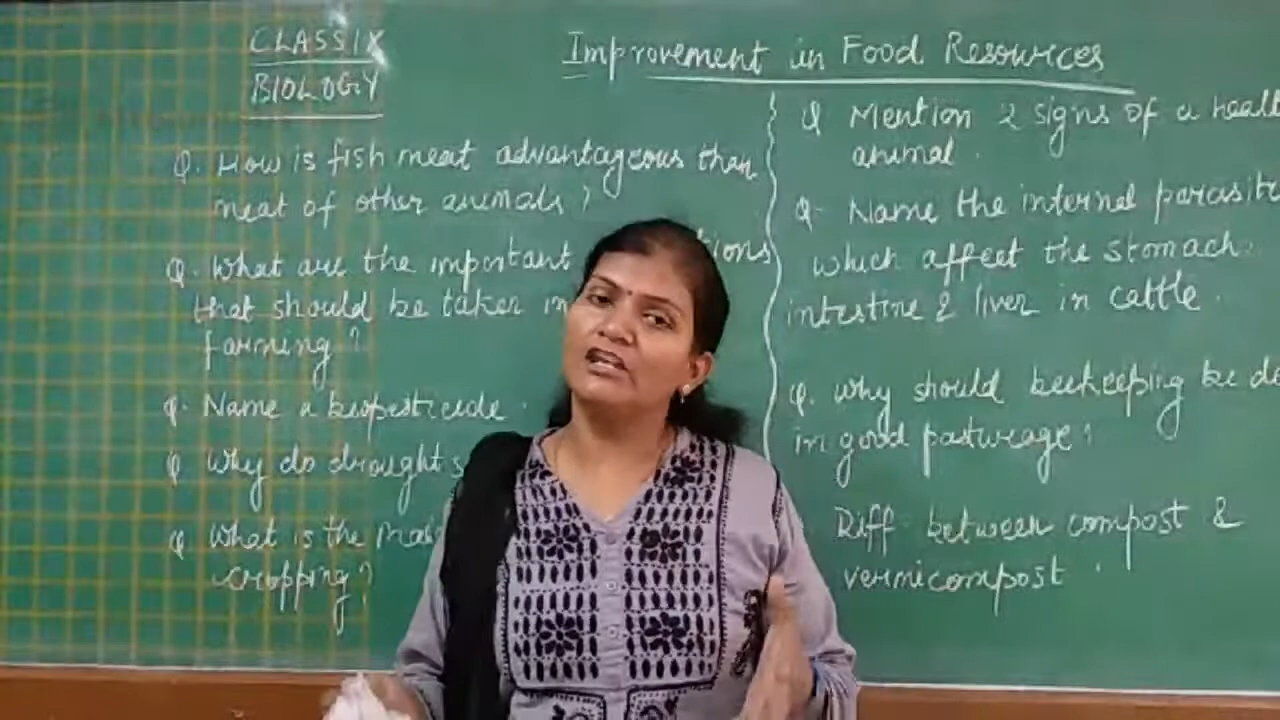 CLASS IX
BIOLOGY
Improvement in Food Resources
Q. How is fish meat advantageous than
meat of other animals?
Q. What are the important
that should be taken in
farming?
Q. Name a biopesticide.
Q Why do droughts
Q What is the
cropping?
Q Mention 2 signs of a
animal.
Q- Name the internal parasite
which affect the stomach
intestine & liver in cattle.
Q. Why should beekeeping be
in good pasturage?
Diff between compost &
vermicompost.